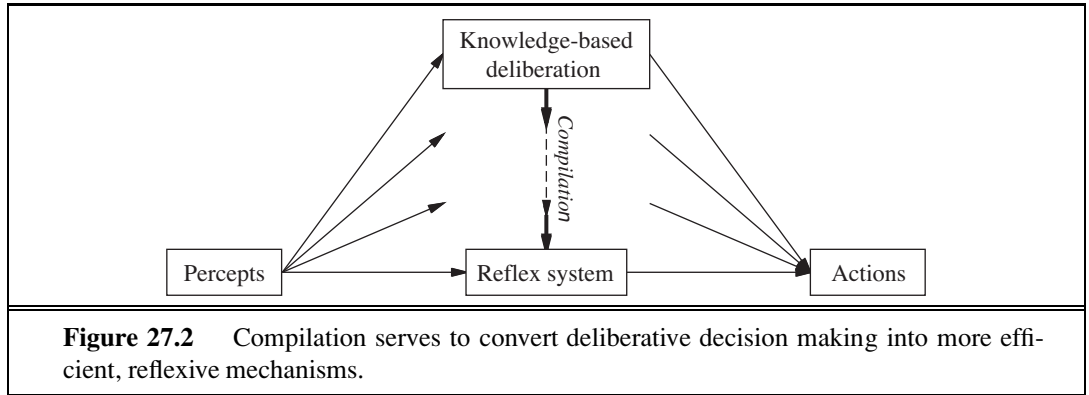 Knowledge-based
deliberation
Compilation
Percepts
Reflex system
Actions
Figure 27.2 Compilation serves to convert deliberative decision making into more effi-
cient, reflexive mechanisms.